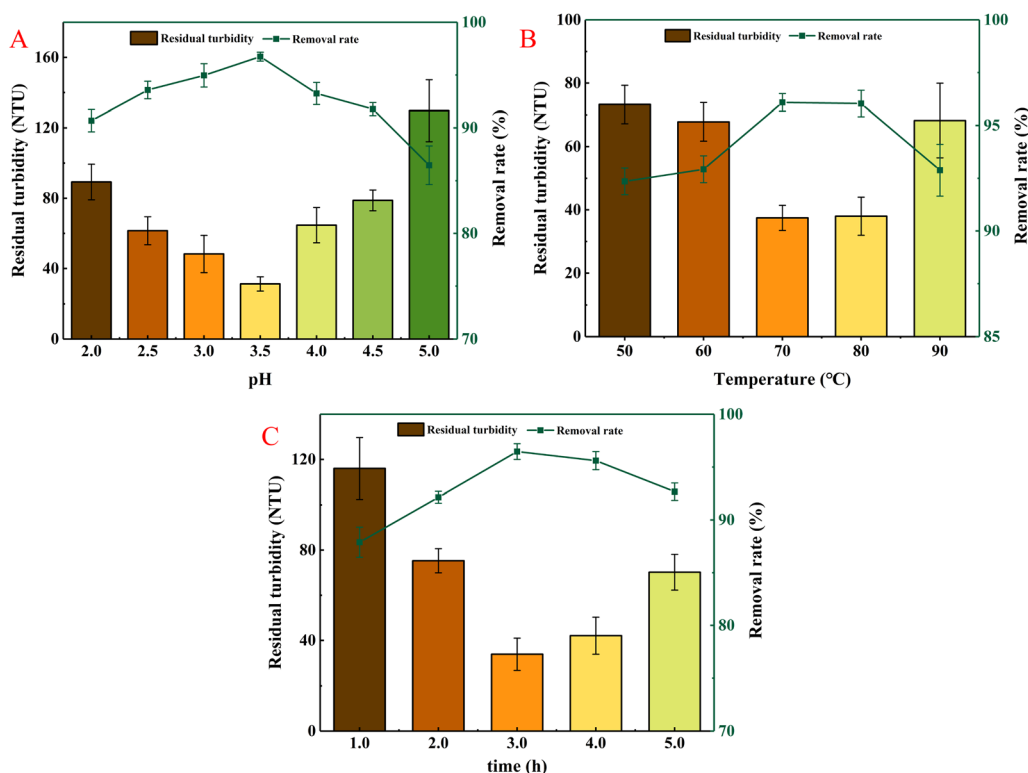 A
Residual turbidity
Removal rate
Residual turbidity (NTU)
160
120
80
40
0
100
90
80
70
Removal rate (%)
2.0 2.5 3.0 3.5 4.0 4.5 5.0
pH
B
Residual turbidity
Removal rate
Residual turbidity (NTU)
100
80
60
40
20
0
100
95
90
85
Removal rate (%)
50 60 70 80 90
Temperature (℃)
C
Residual turbidity
Removal rate
Residual turbidity (NTU)
120
80
40
0
100
90
80
70
Removal rate (%)
1.0 2.0 3.0 4.0 5.0
time (h)